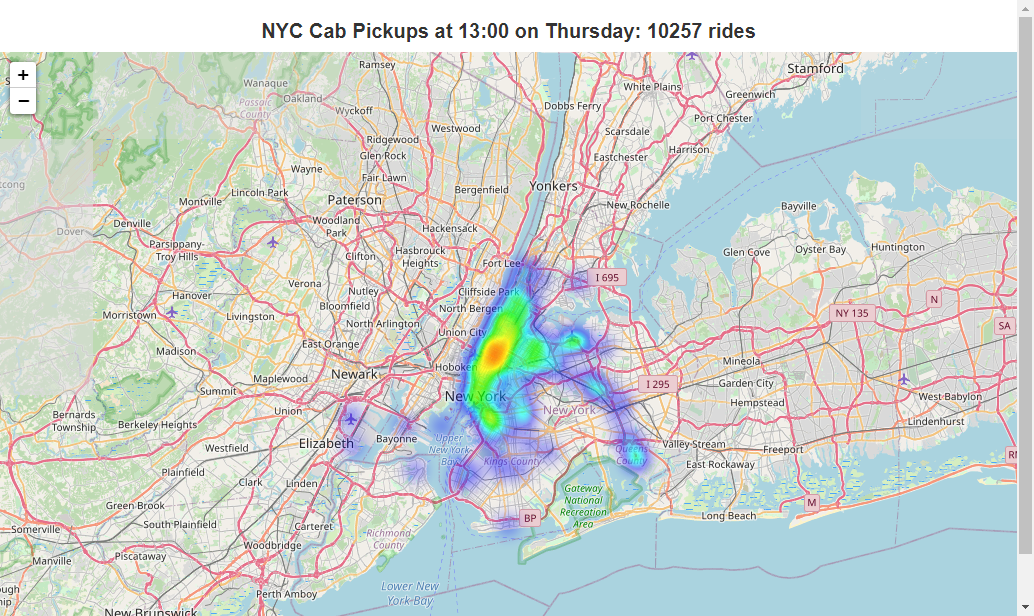 NYC Cab Pickups at 13:00 on Thursday: 10257 rides
+
−
Ramsey
Stamford
Wanaque
White Plains
Oakland
Passaic
County
Greenwich
Wyckoff
Dobbs Ferry
Port Chester
Westwood
Scarsdale
Ridgewood
Glen Rock
Eastchester
Harrison
Wayne
Fair Lawn
Bergenfield
Yonkers
Lincoln Park
Montville
Paterson
New Rochelle
Bayville
Denville
Woodland
Park
Hackensack
Dover
Parsippany-
Troy Hills
Clifton
Hasbrouck
Heights
Fort Lee
Glen Cove
Oyster Bay
Huntington
I 695
Verona
Nutley
Cliffside Park
Hanover
Bloomfield
North Bergen
N
Morristown
Livingston
North Arlington
NY 135
SA
Union City
East Orange
Madison
Hoboken
Mineola
Maplewood
Newark
I 295
Garden City
Summit
New York
Hempstead
West Babylon
Bernards
Township
Union
New York
Berkeley Heights
Lindenhurst
Elizabeth
Bayonne
Upper
New York
Bay
Valley Stream
Freeport
Westfield
Queens
County
Kings County
East Rockaway
Plainfield
Clark
Linden
Gateway
National
Recreation
Area
M
Green Brook
BP
Long Beach
South Plainfield
Carteret
Somerville
Richmond
County
Woodbridge
Piscataway
Manville
Lower New
York Bay
Perth Amboy
New Brunswick